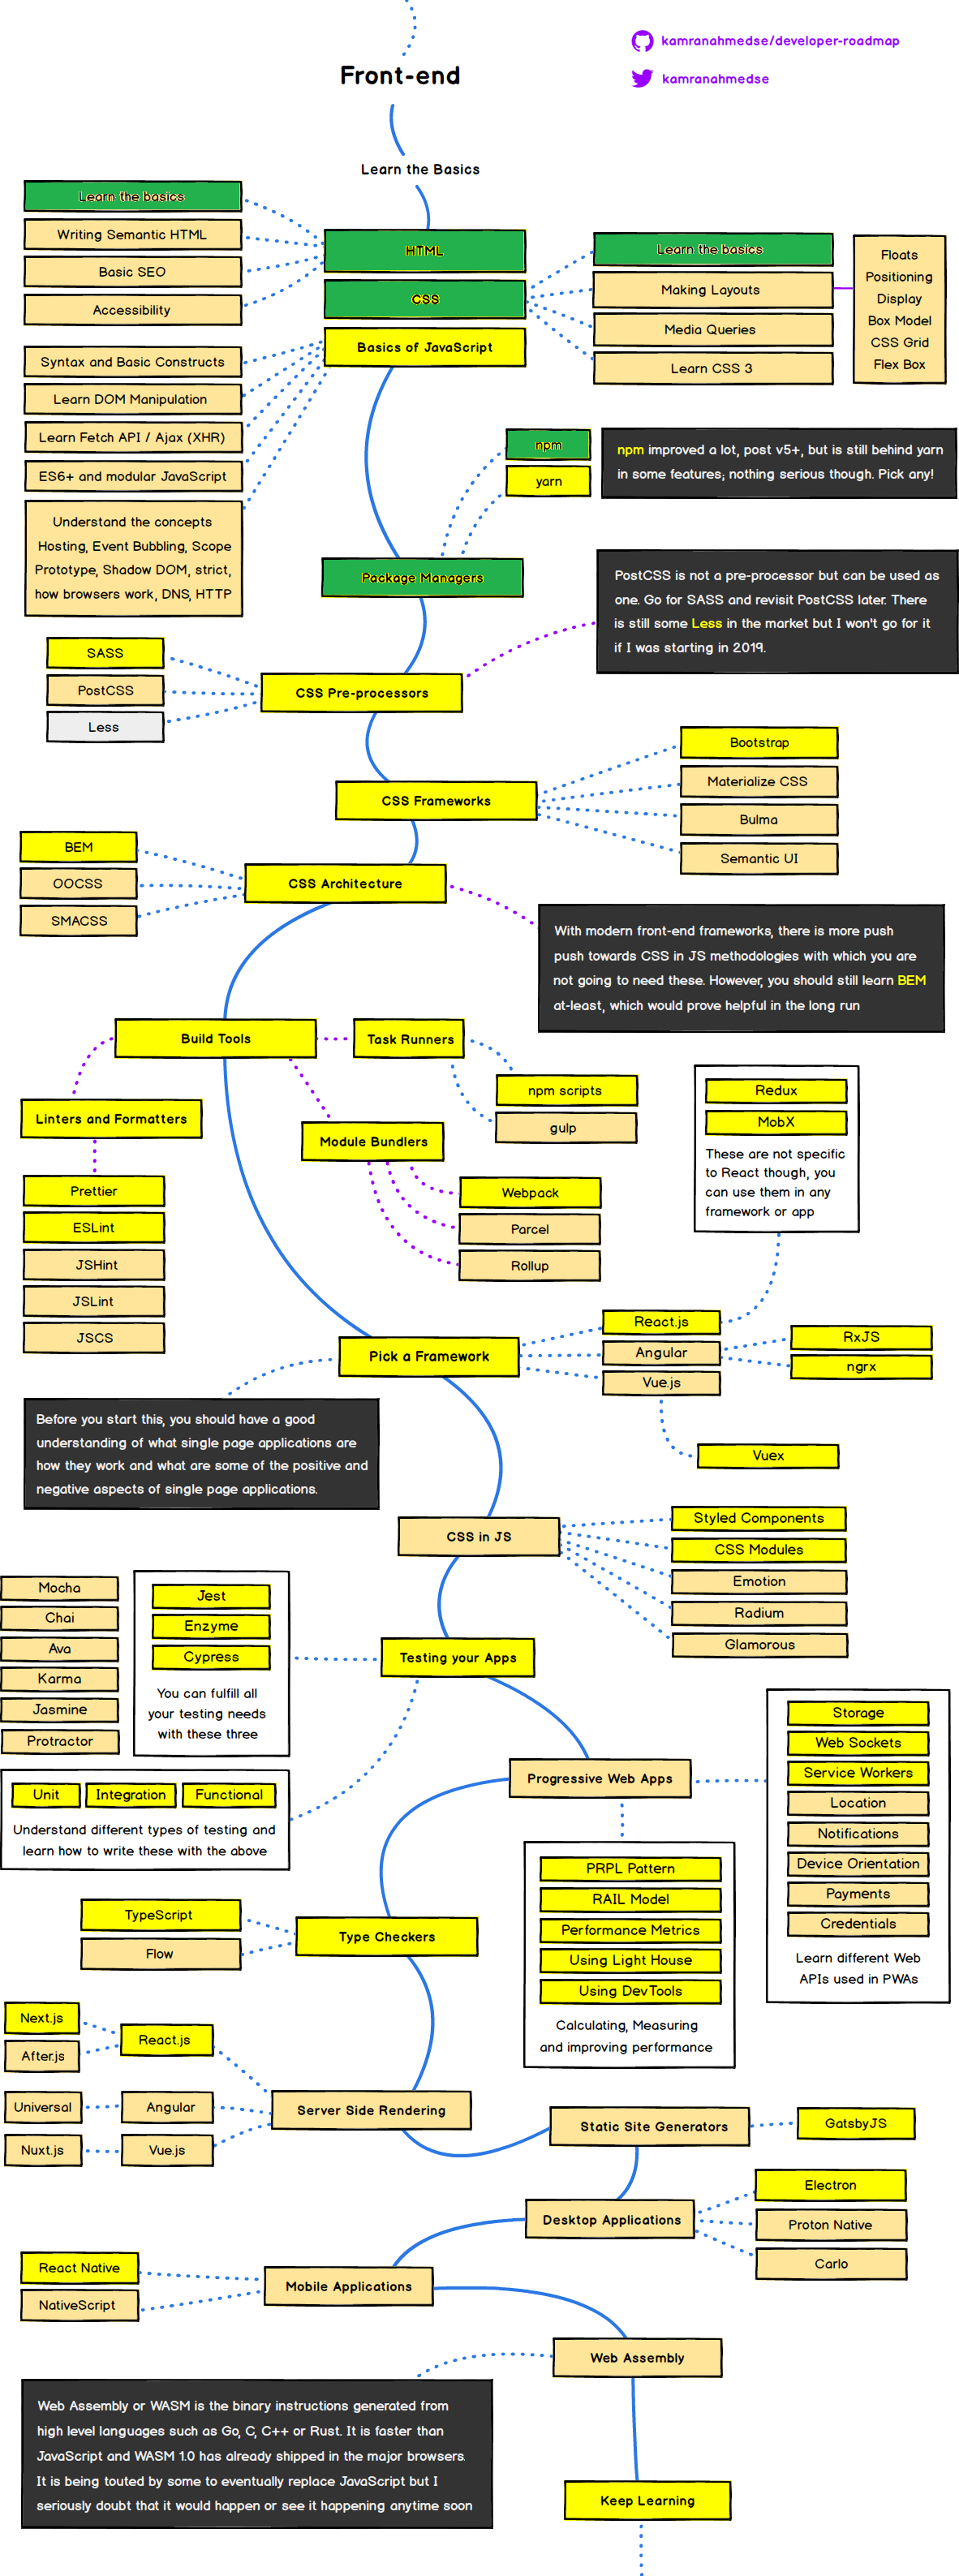 kamranahmedse/developer-roadmap
Front-end
kamranahmedse
Learn the Basics
Learn the basics
Writing Semantic HTML
Basic SEO
Accessibility
HTML
CSS
Basics of JavaScript
Learn the basics
Making Layouts
Media Queries
Learn CSS 3
Floats
Positioning
Display
Box Model
CSS Grid
Flex Box
Syntax and Basic Constructs
Learn DOM Manipulation
Learn Fetch API / Ajax (XHR)
ES6+ and modular JavaScript
Understand the concepts
Hosting, Event Bubbling, Scope
Prototype, Shadow DOM, strict,
how browsers work, DNS, HTTP
npm
yarn
npm improved a lot, post v5+, but is still behind yarn
in some features; nothing serious though. Pick any!
Package Managers
PostCSS is not a pre-processor but can be used as
one. Go for SASS and revisit PostCSS later. There
is still some Less in the market but I won't go for it
if I was starting in 2019.
SASS
PostCSS
Less
CSS Pre-processors
CSS Frameworks
Bootstrap
Materialize CSS
Bulma
Semantic UI
BEM
OOCSS
SMACSS
CSS Architecture
With modern front-end frameworks, there is more push
push towards CSS in JS methodologies with which you are
not going to need these. However, you should still learn BEM
at-least, which would prove helpful in the long run
Build Tools
Task Runners
npm scripts
gulp
Linters and Formatters
Module Bundlers
Prettier
ESLint
JSHint
JSLint
JSCS
Webpack
Parcel
Rollup
Redux
MobX
These are not specific
to React though, you
can use them in any
framework or app
Pick a Framework
React.js
Angular
Vue.js
RxJS
ngrx
Vuex
Before you start this, you should have a good
understanding of what single page applications are
how they work and what are some of the positive and
negative aspects of single page applications.
CSS in JS
Styled Components
CSS Modules
Emotion
Radium
Glamorous
Mocha
Chai
Ava
Karma
Jasmine
Protractor
Jest
Enzyme
Cypress
You can fulfill all
your testing needs
with these three
Testing your Apps
Unit
Integration
Functional
Understand different types of testing and
learn how to write these with the above
Progressive Web Apps
Storage
Web Sockets
Service Workers
Location
Notifications
Device Orientation
Payments
Credentials
Learn different Web
APIs used in PWAs
PRPL Pattern
RAIL Model
Performance Metrics
Using Light House
Using DevTools
Calculating, Measuring
and improving performance
TypeScript
Flow
Type Checkers
Next.js
After.js
React.js
Universal
Angular
Nuxt.js
Vue.js
Server Side Rendering
Static Site Generators
GatsbyJS
Desktop Applications
Electron
Proton Native
Carlo
React Native
NativeScript
Mobile Applications
Web Assembly
Web Assembly or WASM is the binary instructions generated from
high level languages such as Go, C, C++ or Rust. It is faster than
JavaScript and WASM 1.0 has already shipped in the major browsers.
It is being touted by some to eventually replace JavaScript but I
seriously doubt that it would happen or see it happening anytime soon
Keep Learning